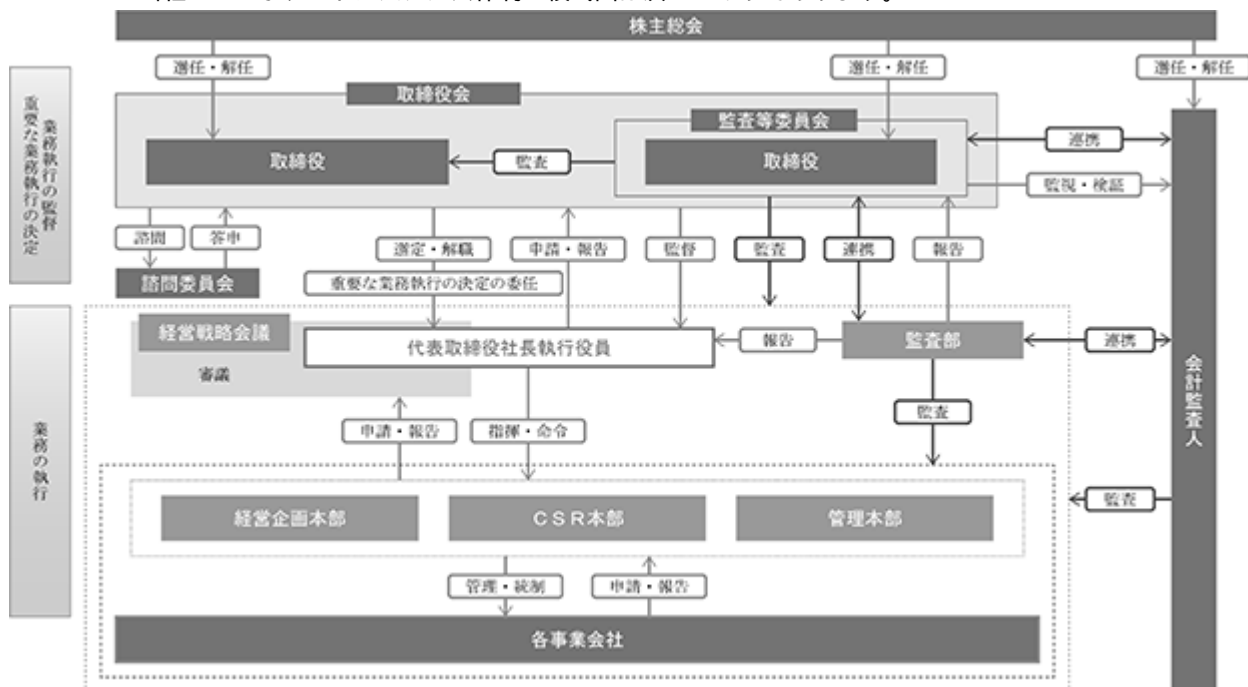 株主総会
選任・解任
選任・解任
選任・解任
業務執行の監督
重要な業務執行の決定
取締役会
監査等委員会
取締役
監査
取締役
連携
監視・検証
諮問
答申
選定・解職
申請・報告
監督
監査
連携
報告
諮問委員会
重要な業務執行の決定の委任
業務の執行
経営戦略会議
審議
代表取締役社長執行役員
報告
監査部
連携
会計監査人
申請・報告
指揮・命令
監査
経営企画本部
CSR本部
管理本部
監査
管理・統制
申請・報告
各事業会社